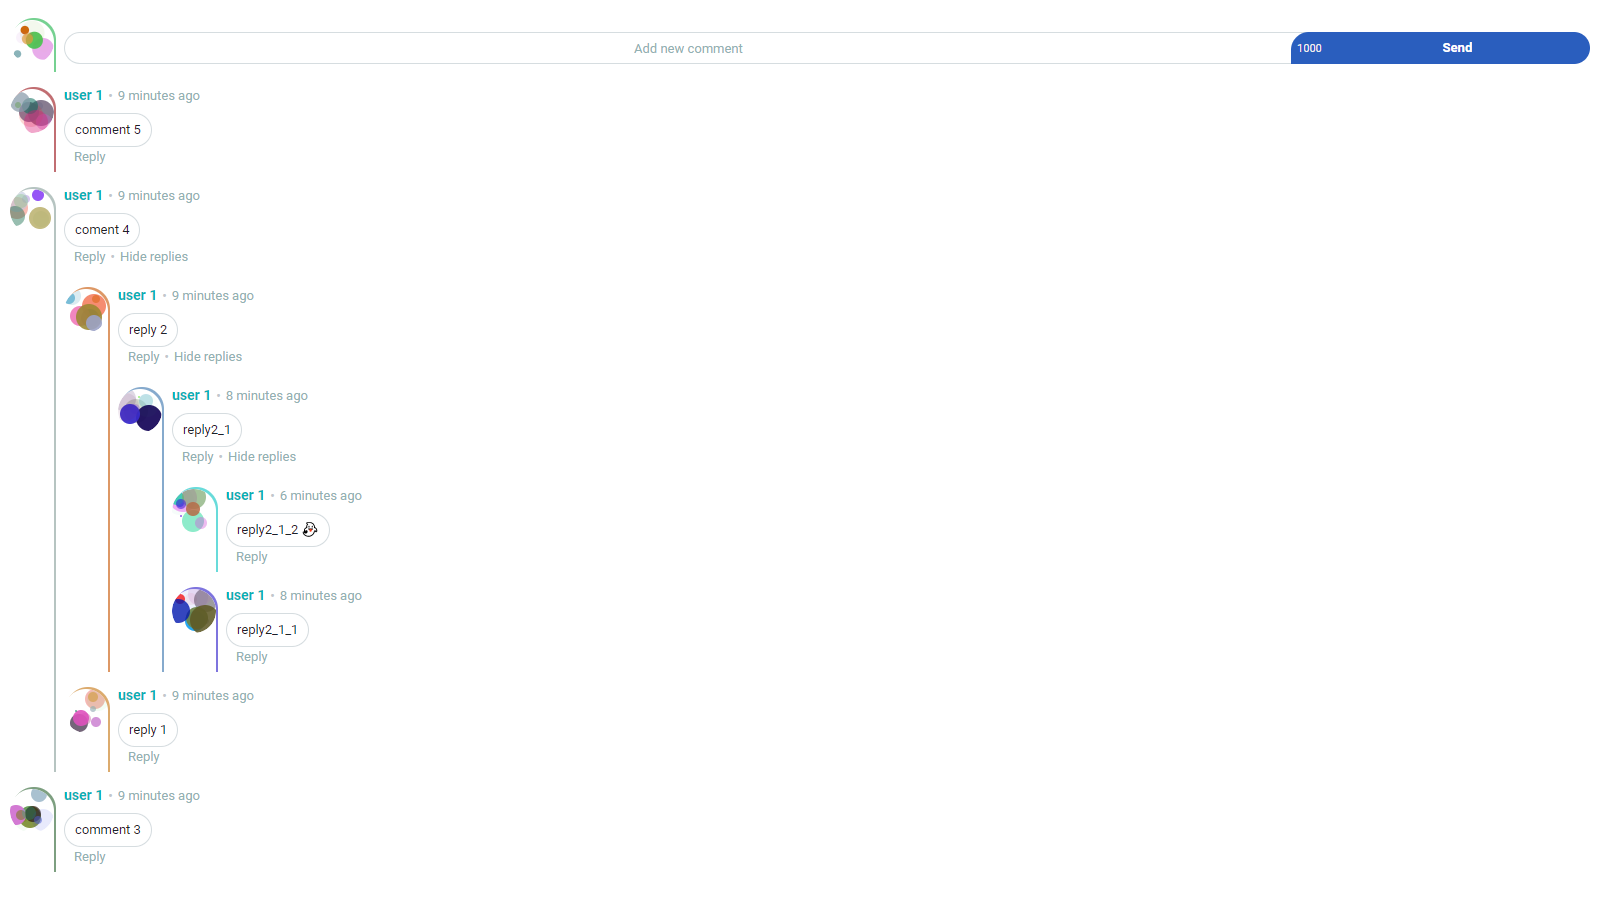 Add new comment 1000 Send
user 1 • 9 minutes ago
comment 5
Reply
user 1 • 9 minutes ago
coment 4
Reply • Hide replies
user 1 • 9 minutes ago
reply 2
Reply • Hide replies
user 1 • 8 minutes ago
reply2_1
Reply • Hide replies
user 1 • 6 minutes ago
reply2_1_2
Reply
user 1 • 8 minutes ago
reply2_1_1
Reply
user 1 • 9 minutes ago
reply 1
Reply
user 1 • 9 minutes ago
comment 3
Reply